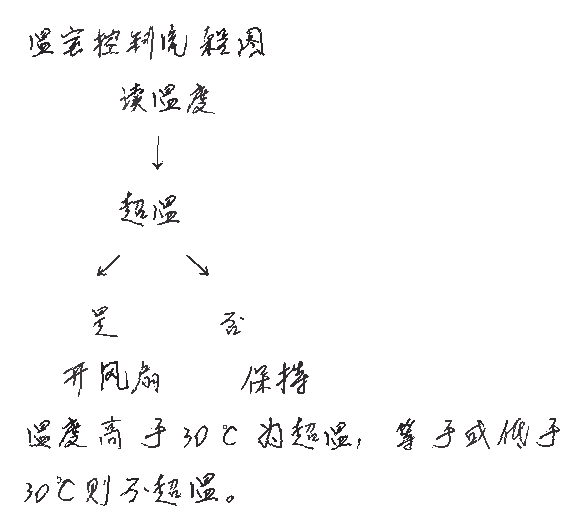 温室控制流程图
读温度
↓
超温
↙ ↘
是 否
开风扇 保持
温度高于30℃为超温，等于或低于
30℃则不超温。